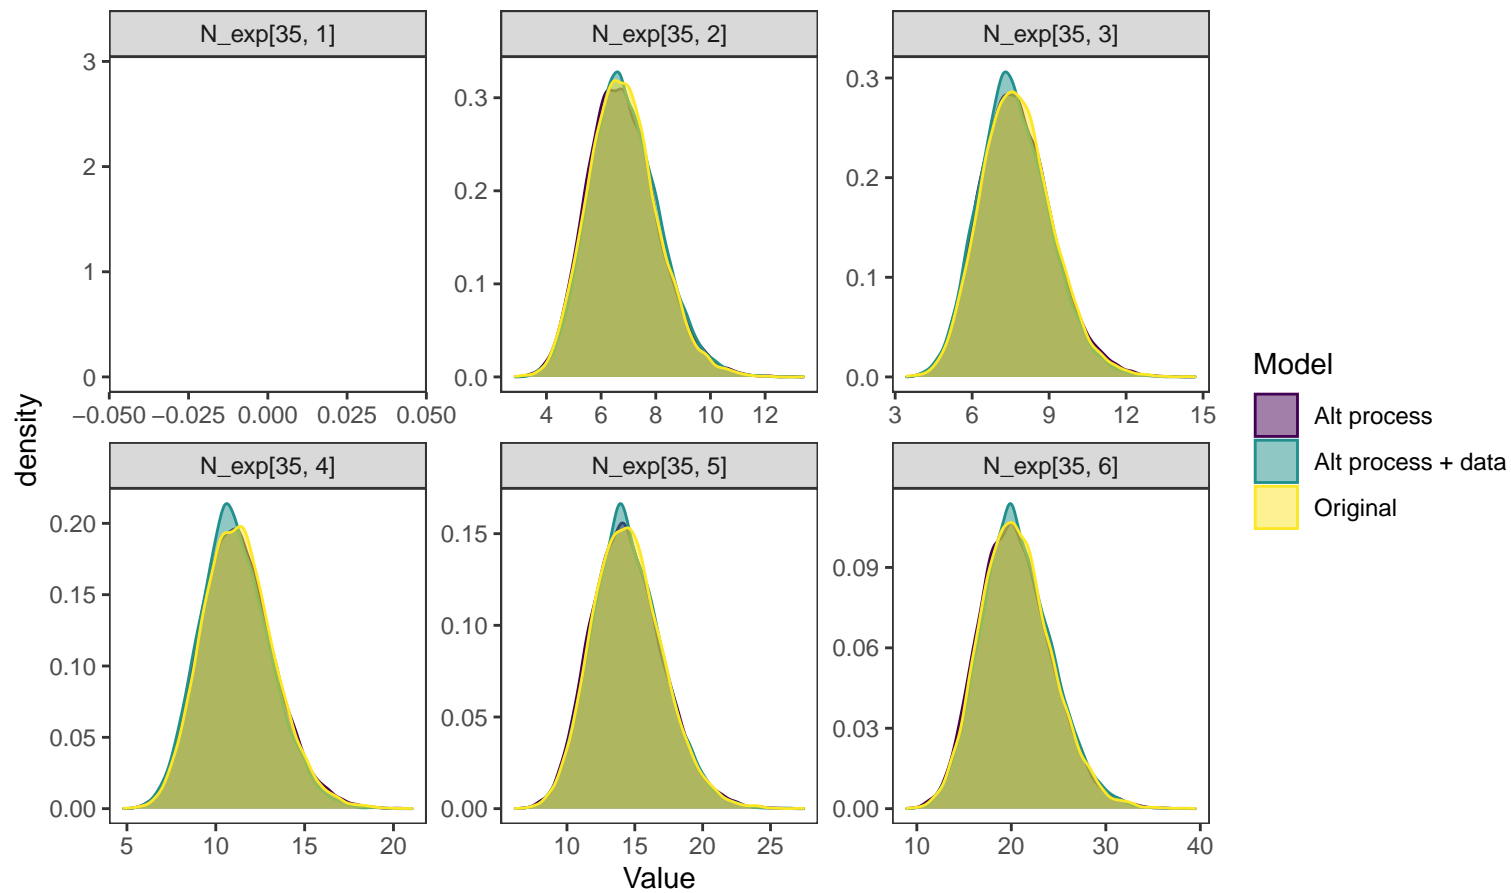 N_exp[35, 1]
N_exp[35, 2]
N_exp[35, 3]
3
2
1
0
0.3
0.2
0.1
0.0
0.3
0.2
0.1
0.0
−0.050 −0.025 0.000 0.025 0.050
4 6 8 10 12
3 6 9 12 15
N_exp[35, 4]
N_exp[35, 5]
N_exp[35, 6]
0.20
0.15
0.10
0.05
0.00
0.15
0.10
0.05
0.00
0.09
0.06
0.03
0.00
5 10 15 20
10 15 20 25
10 20 30 40
density
Value
Model
Alt process
Alt process + data
Original